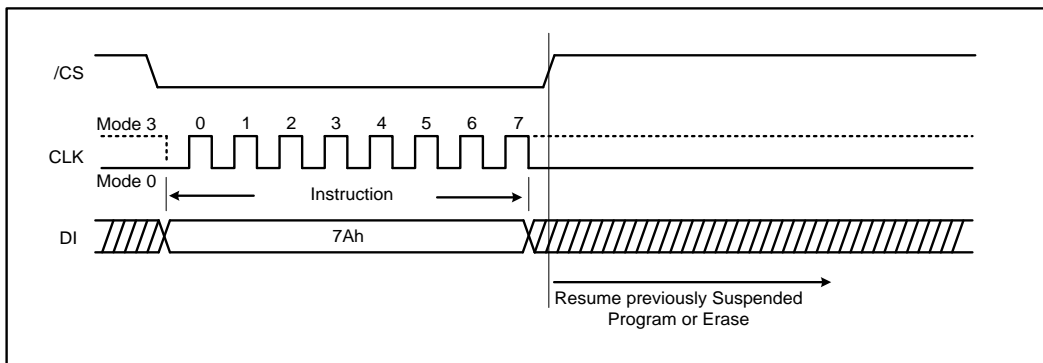 /CS
Mode 3
0 1 2 3 4 5 6 7
CLK
Mode 0
Instruction
DI
7Ah
Resume previously Suspended
Program or Erase